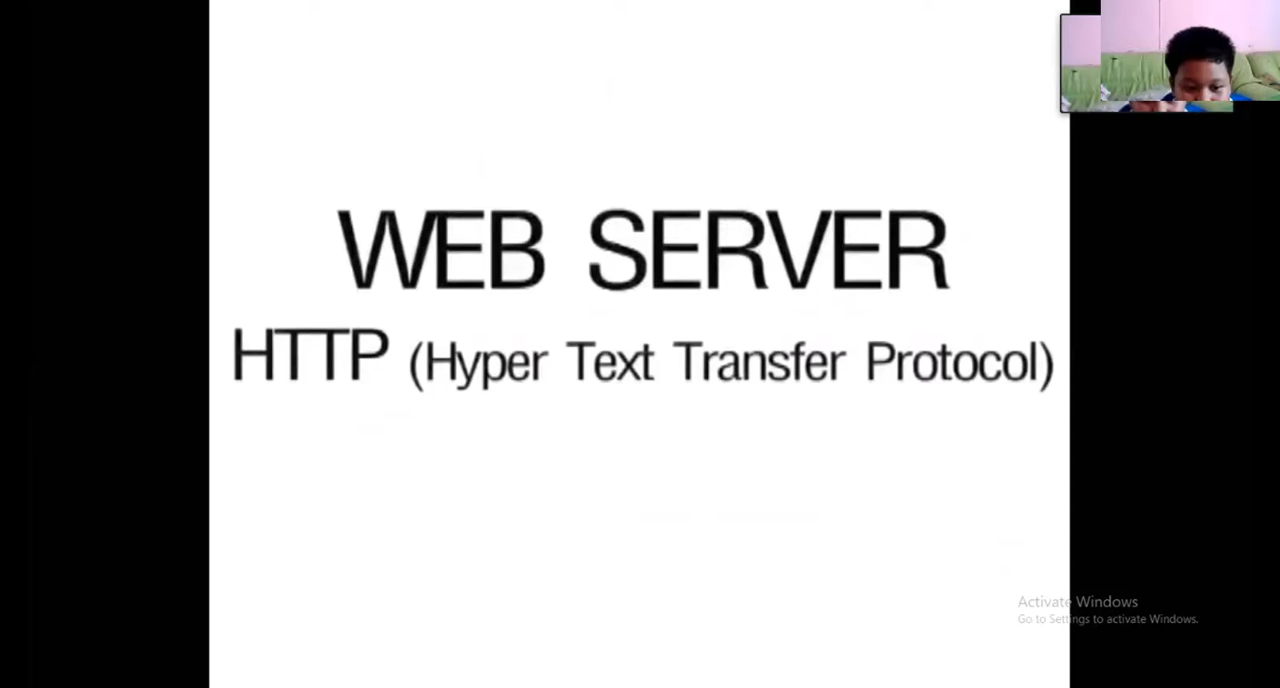 WEB SERVER
HTTP (Hyper Text Transfer Protocol)
Activate Windows
Go to Settings to activate Windows.